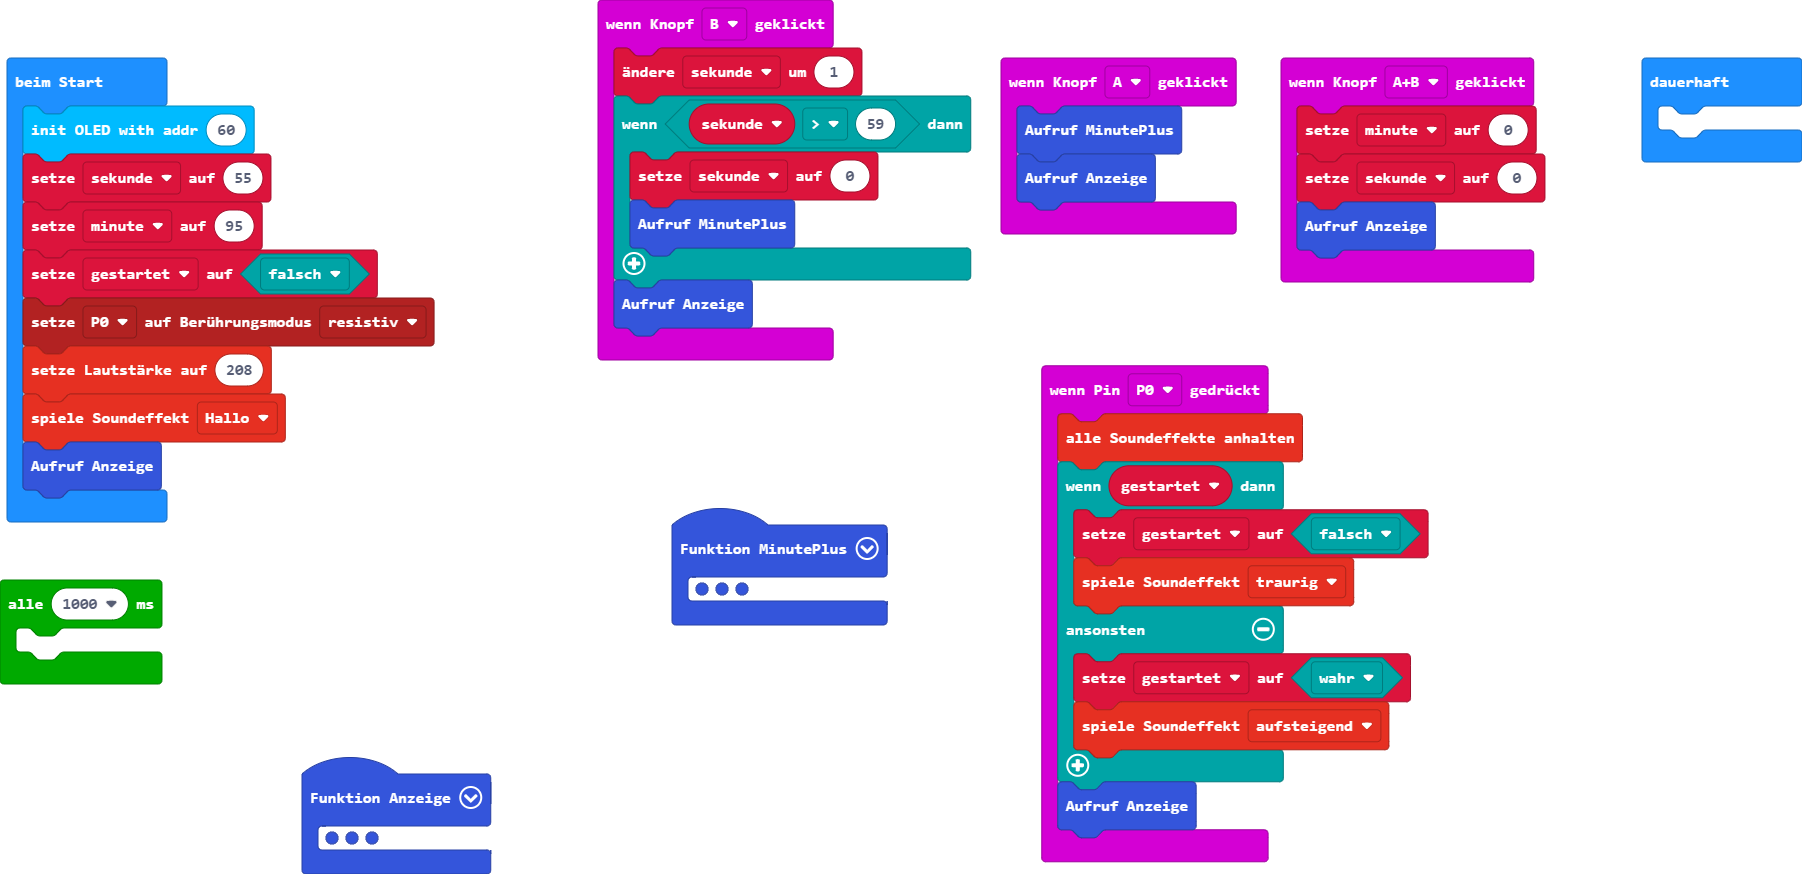 beim Start
init OLED with addr 60
setze sekunde auf 55
setze minute auf 95
setze gestartet auf falsch
setze P0 auf Berührungsmodus resistiv
setze Lautstärke auf 208
spiele Soundeffekt Hallo
Aufruf Anzeige
alle 1000 ms
Funktion Anzeige
wenn Knopf B geklickt
ändere sekunde um 1
wenn sekunde > 59 dann
setze sekunde auf 0
Aufruf MinutePlus
Aufruf Anzeige
Funktion MinutePlus
wenn Knopf A geklickt
Aufruf MinutePlus
Aufruf Anzeige
wenn Knopf A+B geklickt
setze minute auf 0
setze sekunde auf 0
Aufruf Anzeige
wenn Pin P0 gedrückt
alle Soundeffekte anhalten
wenn gestartet dann
setze gestartet auf falsch
spiele Soundeffekt traurig
ansonsten
setze gestartet auf wahr
spiele Soundeffekt aufsteigend
Aufruf Anzeige
dauerhaft